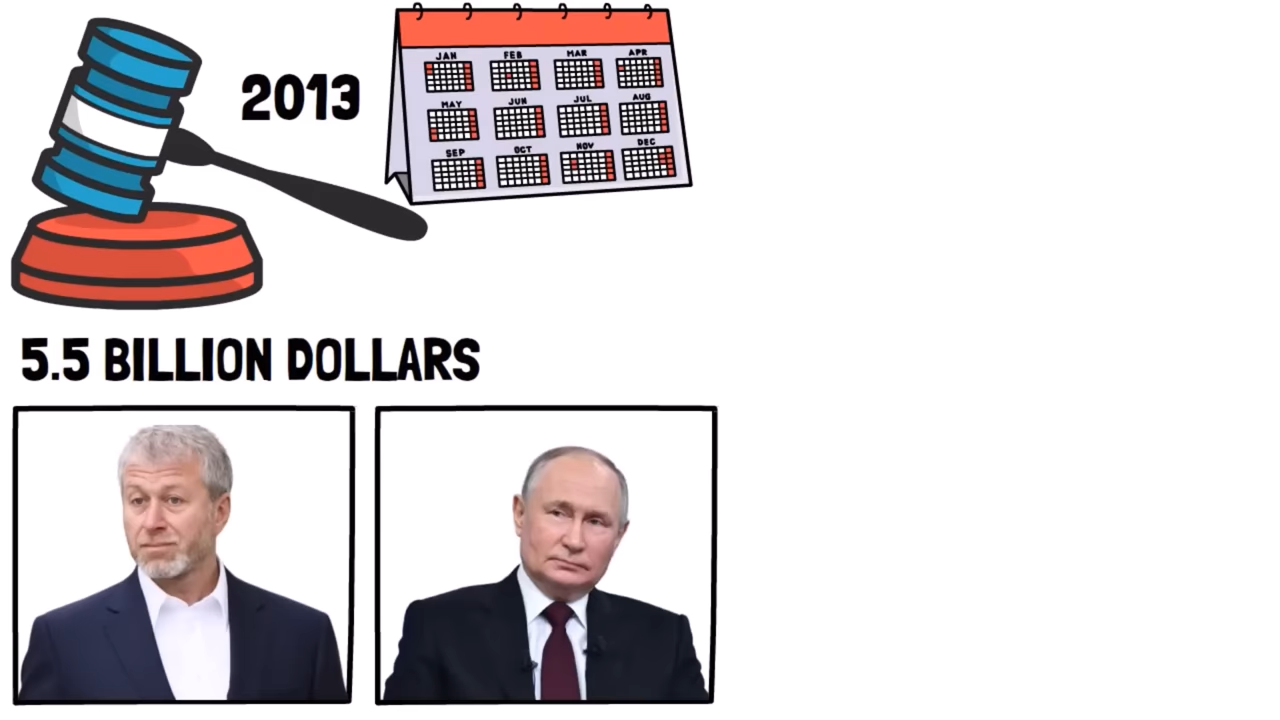 2013
JAN FEB MAR APR
MAY JUN JUL AUG
SEP OCT NOV DEC
5.5 BILLION DOLLARS